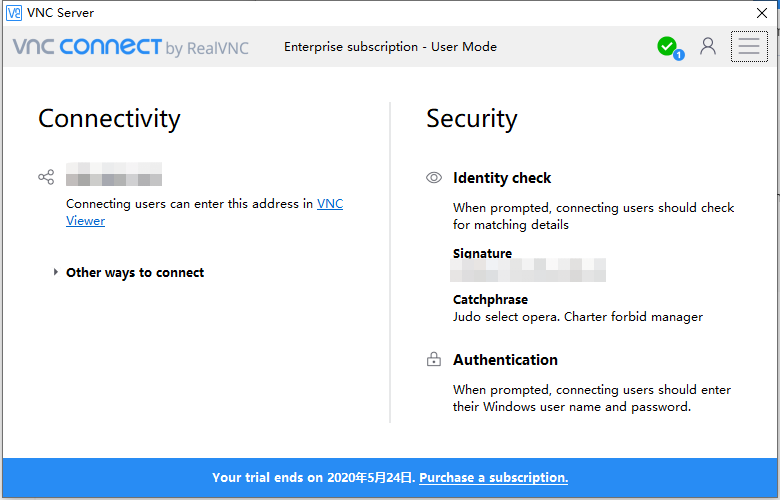 VNC Server
VNC CONNECT by RealVNC
Enterprise subscription - User Mode
1
Connectivity
Connecting users can enter this address in VNC
Viewer
Other ways to connect
Security
Identity check
When prompted, connecting users should check
for matching details
Signature
Catchphrase
Judo select opera. Charter forbid manager
Authentication
When prompted, connecting users should enter
their Windows user name and password.
Your trial ends on 2020年5月24日. Purchase a subscription.